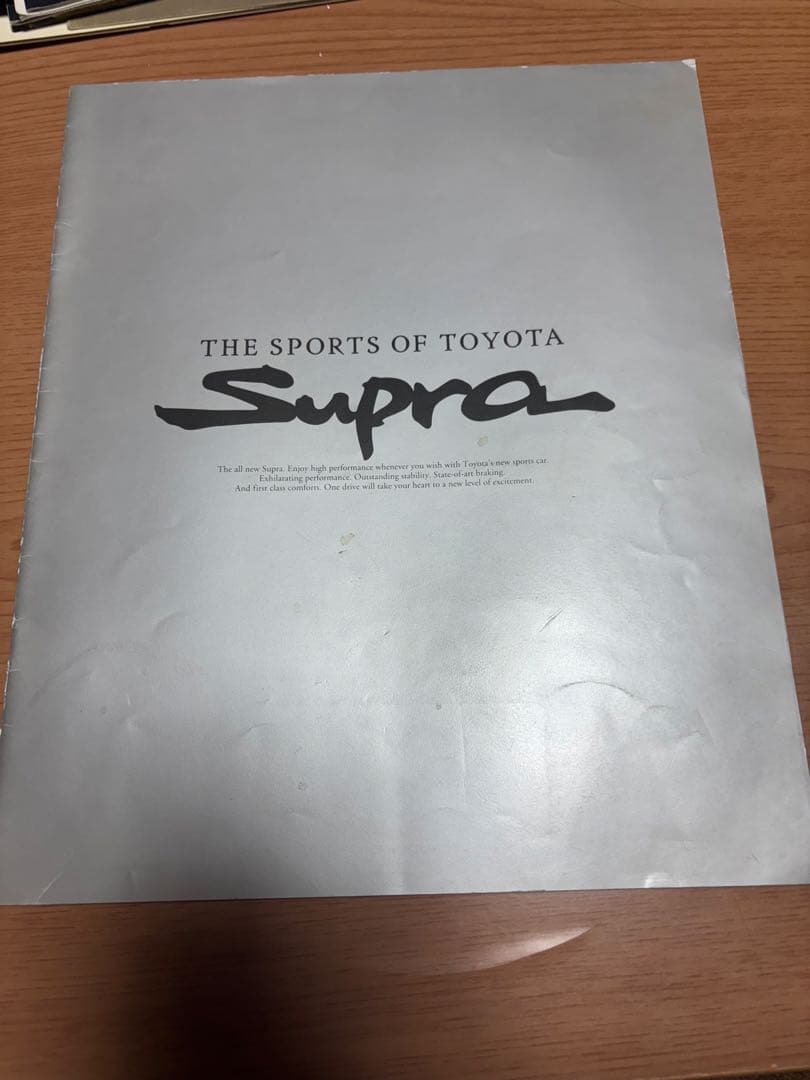 THE SPORTS OF TOYOTA
Supra
The all new Supra. Enjoy high performance whenever you wish with Toyota's new sports car.
Exhilarating performance. Outstanding stability. State-of-art braking.
And first class comforts. One drive will take your heart to a new level of excitement.